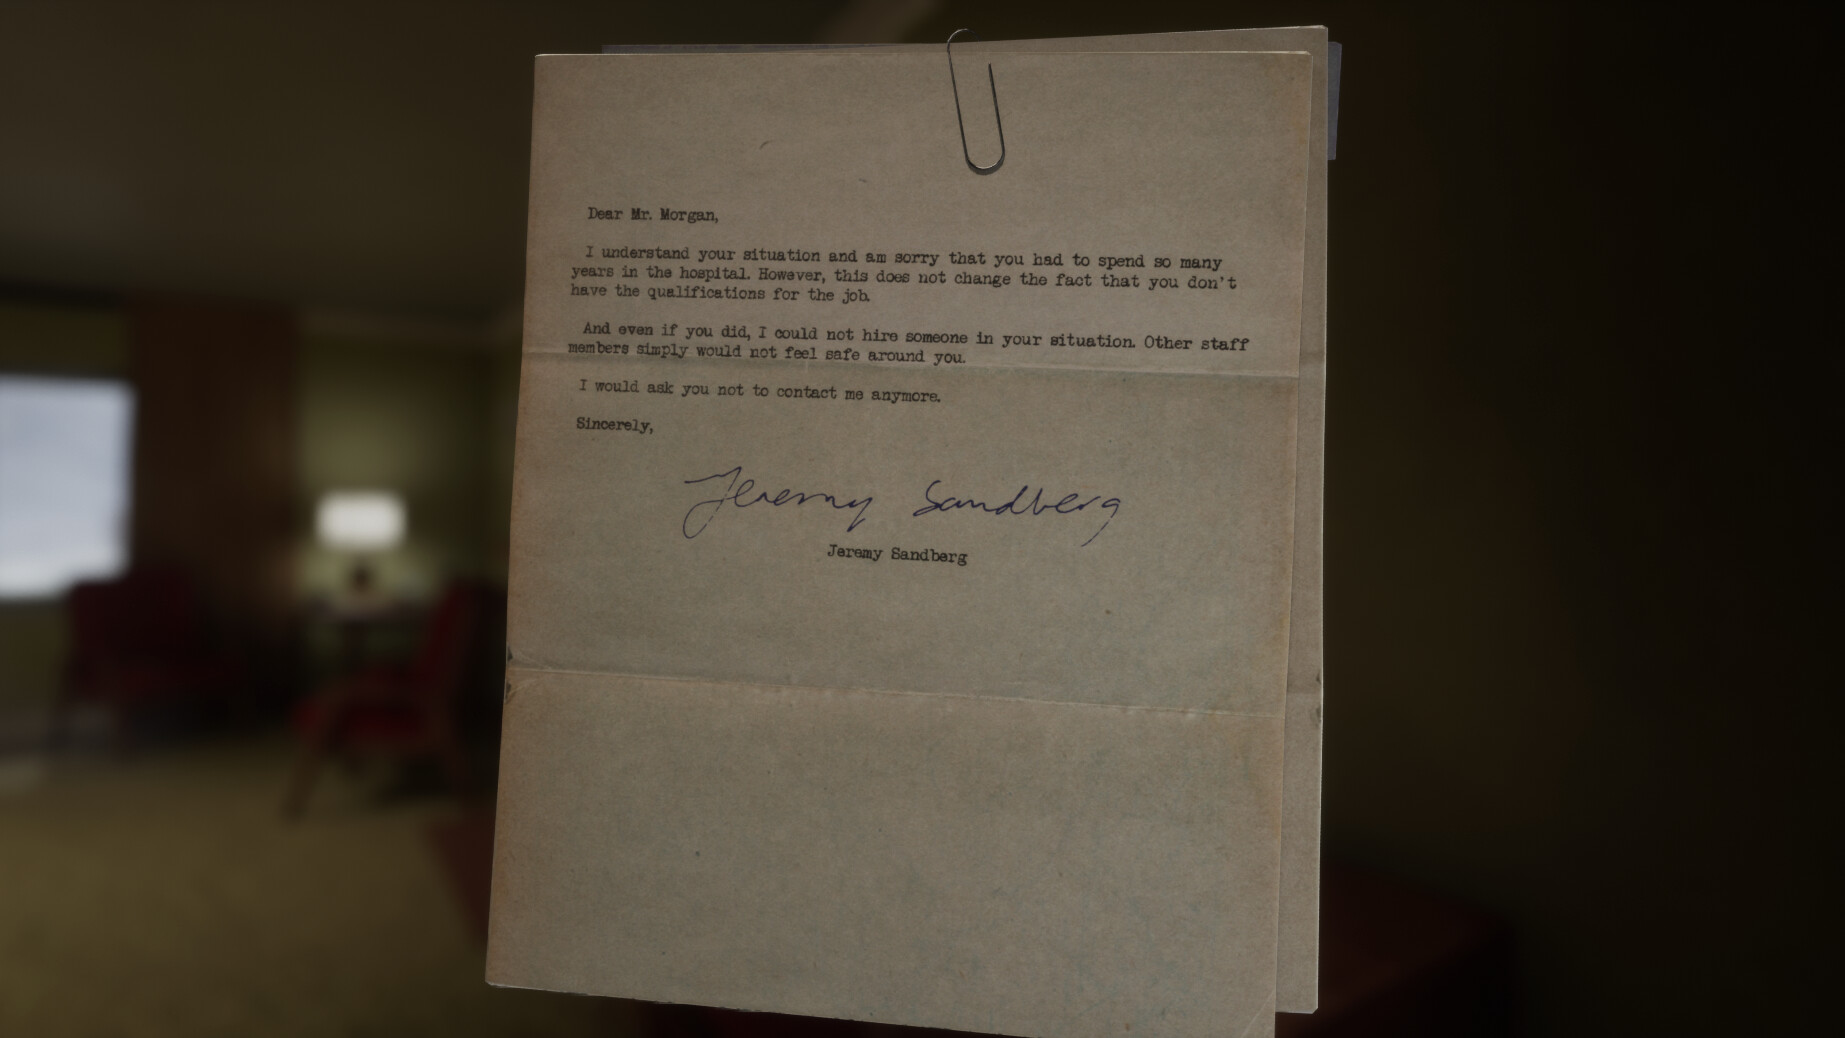 Dear Mr. Morgan,
I understand your situation and am sorry that you had to spend so many
years in the hospital. However, this does not change the fact that you don't
have the qualifications for the job.
And even if you did, I could not hire someone in your situation. Other staff
members simply would not feel safe around you.
I would ask you not to contact me anymore.
Sincerely,
Jeremy Sandberg
Jeremy Sandberg